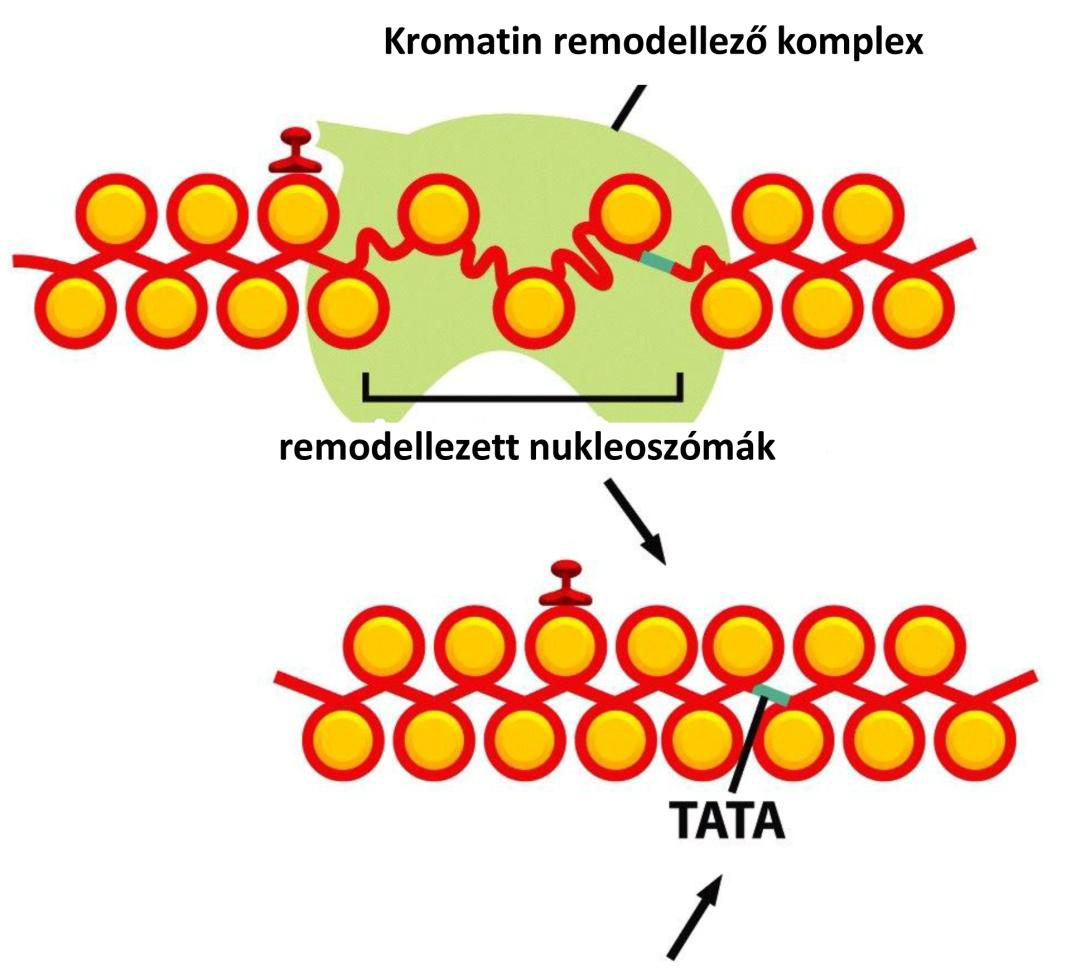 Kromatin remodellező komplex
remodellezett nukleoszómák
TATA